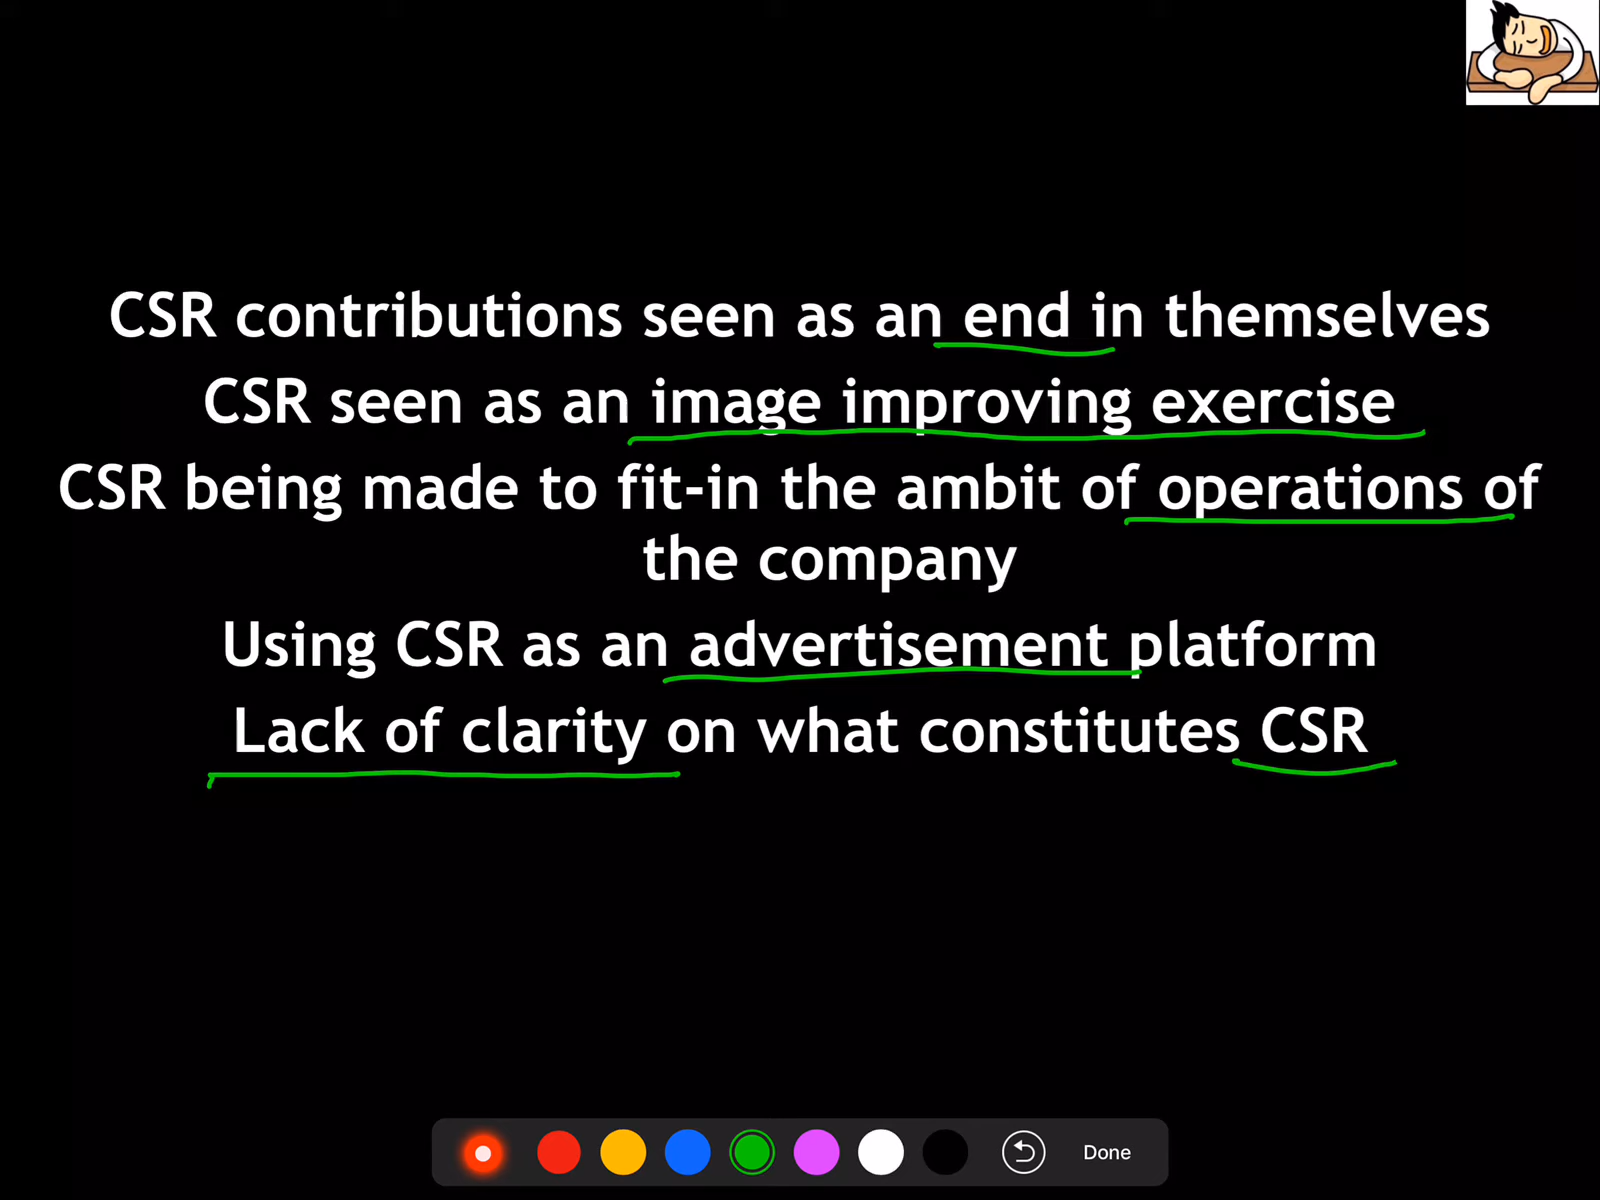 CSR contributions seen as an end in themselves
CSR seen as an image improving exercise
CSR being made to fit-in the ambit of operations of
the company
Using CSR as an advertisement platform
Lack of clarity on what constitutes CSR
Done